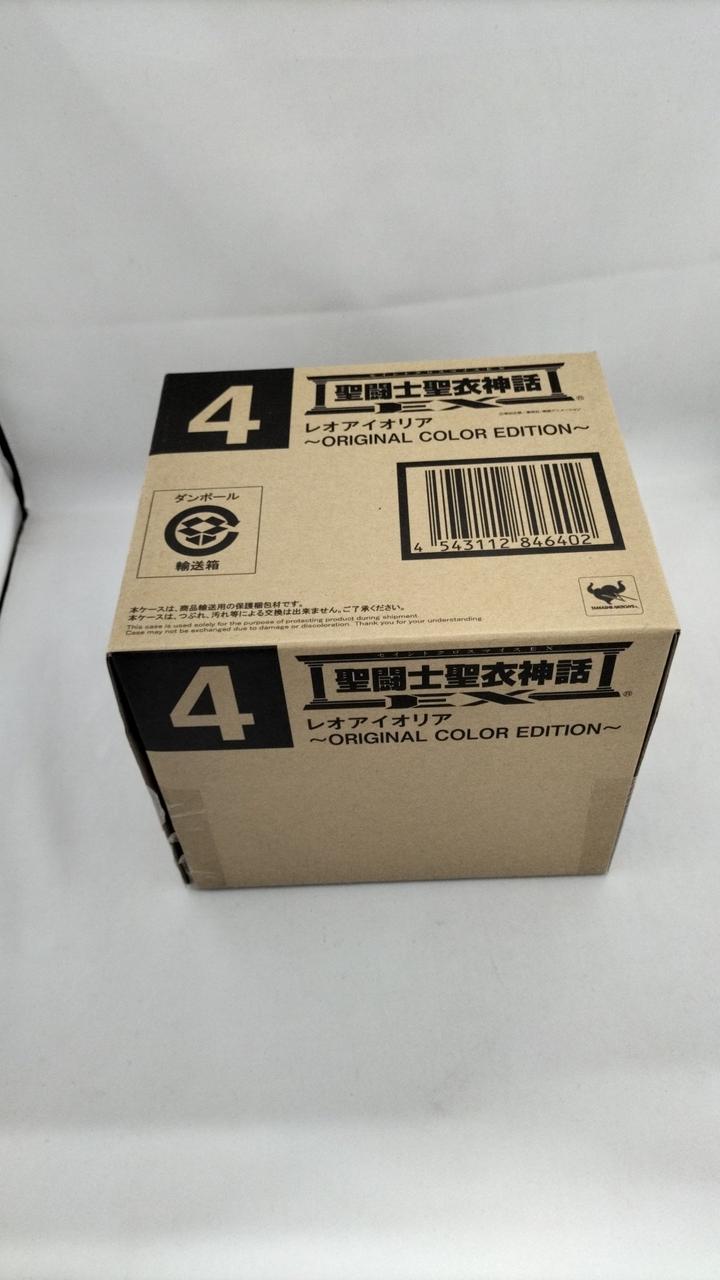 4
セイントクロスマイスEX
聖闘士聖衣神話
EX
®
レオアイオリア
～ORIGINAL COLOR EDITION～
ダンボール
輸送箱
4 543112 846402
TAMASHII NATIONS
本ケースは、商品輸送用の保護梱包材です。
本ケースは、つぶれ、汚れ等による交換は出来ません。ご了承ください。
This case is used solely for the purpose of protecting product during shipment.
Case may not be exchanged due to damage or discoloration. Thank you for your understanding.
4
セイントクロスマイスEX
聖闘士聖衣神話
EX
®
レオアイオリア
～ORIGINAL COLOR EDITION～